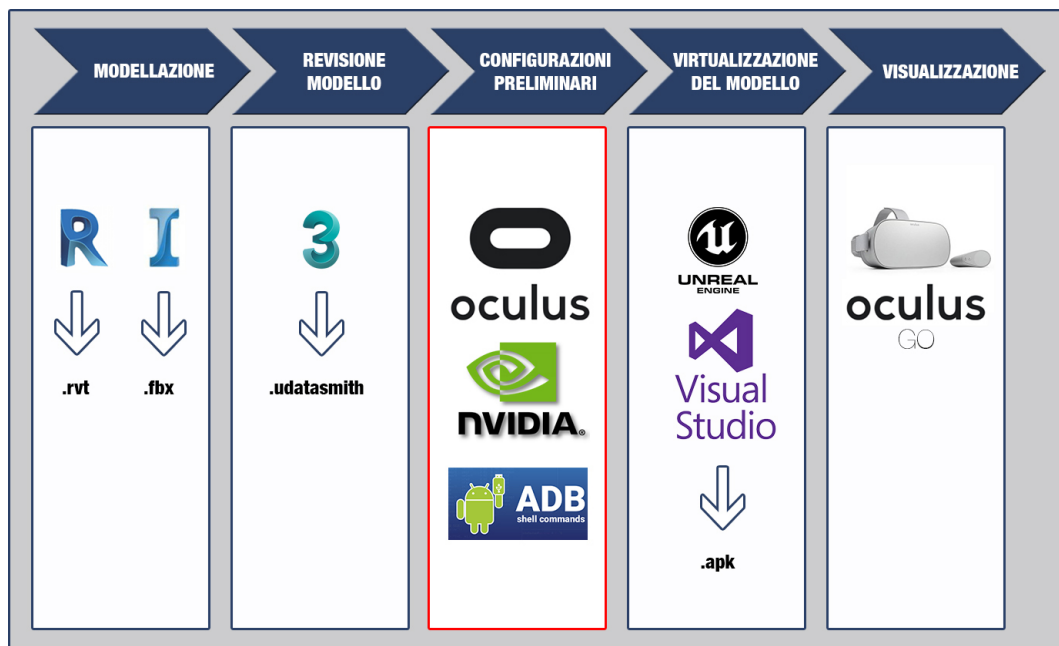 MODELLAZIONE
REVISIONE
MODELLO
CONFIGURAZIONI
PRELIMINARI
VIRTUALIZZAZIONE
DEL MODELLO
VISUALIZZAZIONE
R I
.rvt .fbx
3
.udatasmith
oculus
NVIDIA®
ADB
shell commands
U
UNREAL
ENGINE
Visual
Studio
.apk
oculus
GO